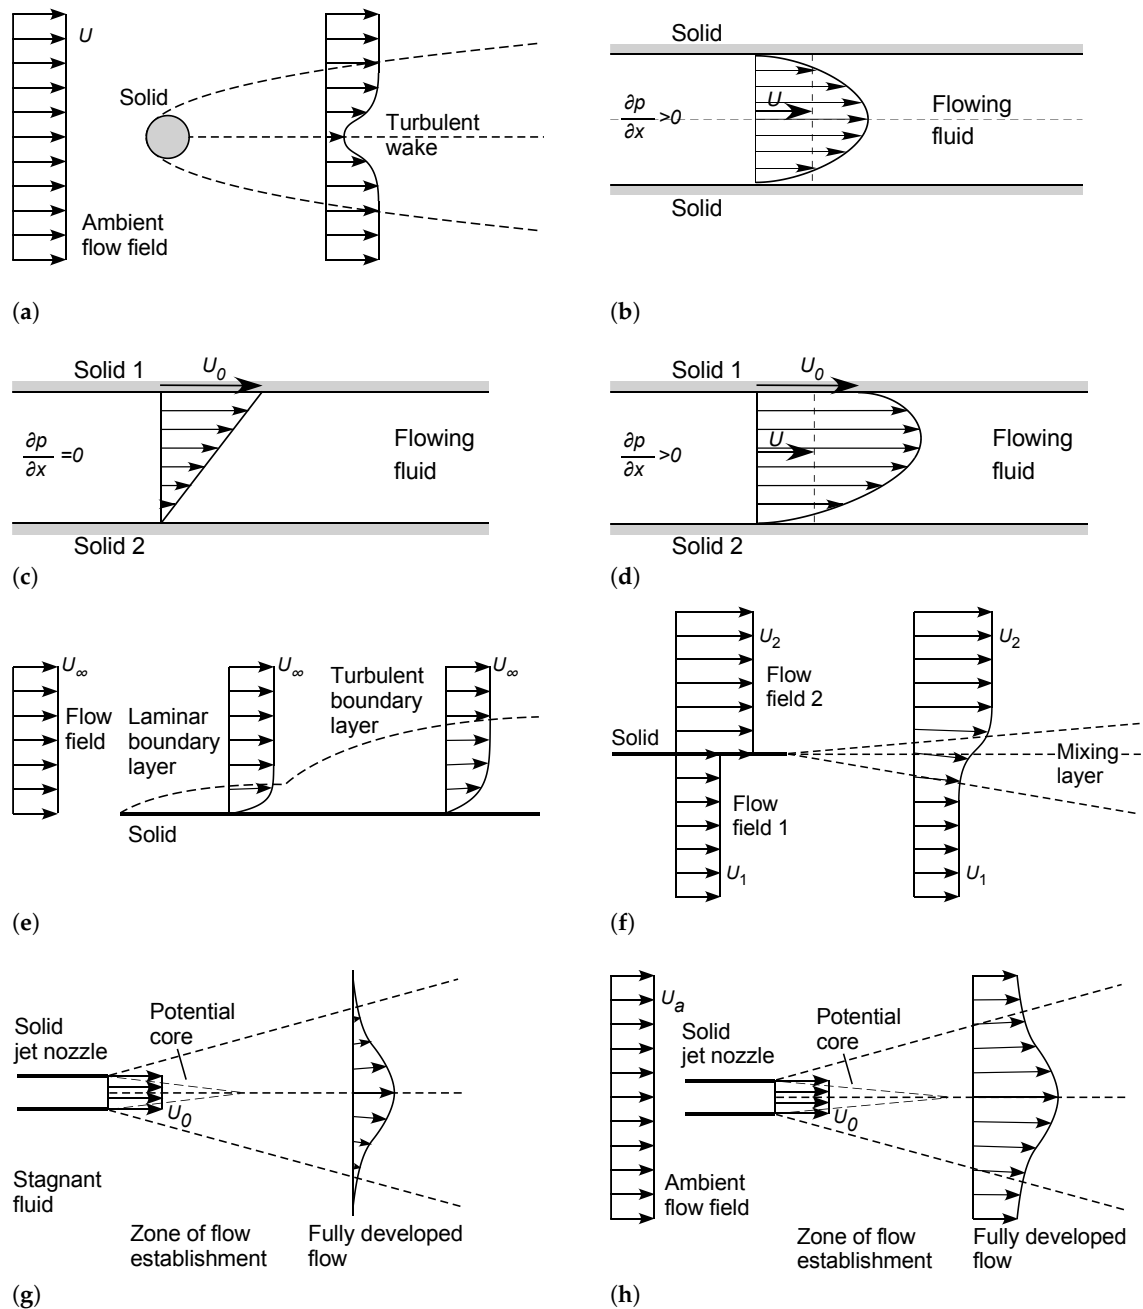 U
Solid
Turbulent
wake
Ambient
flow field
(a)
Solid
∂p/∂x >0
U
Flowing
fluid
Solid
(b)
Solid 1
U₀
∂p/∂x =0
Flowing
fluid
Solid 2
(c)
Solid 1
U₀
∂p/∂x >0
U
Flowing
fluid
Solid 2
(d)
U∞
Flow
field
Laminar
boundary
layer
U∞
Turbulent
boundary
layer
U∞
Solid
(e)
U₂
Flow
field 2
Solid
Flow
field 1
U₁
U₂
Mixing
layer
U₁
(f)
Solid
jet nozzle
Potential
core
U₀
Stagnant
fluid
Zone of flow
establishment
Fully developed
flow
(g)
Uₐ
Solid
jet nozzle
Potential
core
U₀
Ambient
flow field
Zone of flow
establishment
Fully developed
flow
(h)